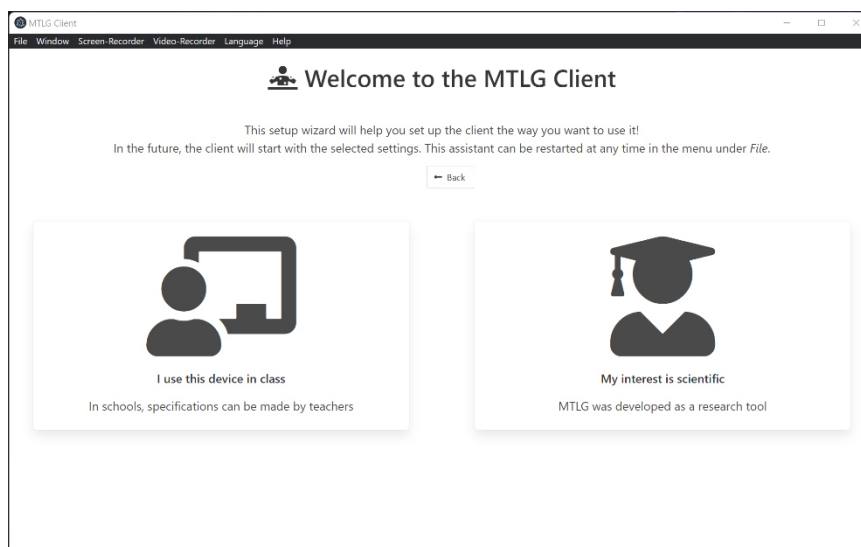 MTLG Client
File Window Screen-Recorder Video-Recorder Language Help
Welcome to the MTLG Client
This setup wizard will help you set up the client the way you want to use it!
In the future, the client will start with the selected settings. This assistant can be restarted at any time in the menu under File.
Back
I use this device in class
In schools, specifications can be made by teachers
My interest is scientific
MTLG was developed as a research tool